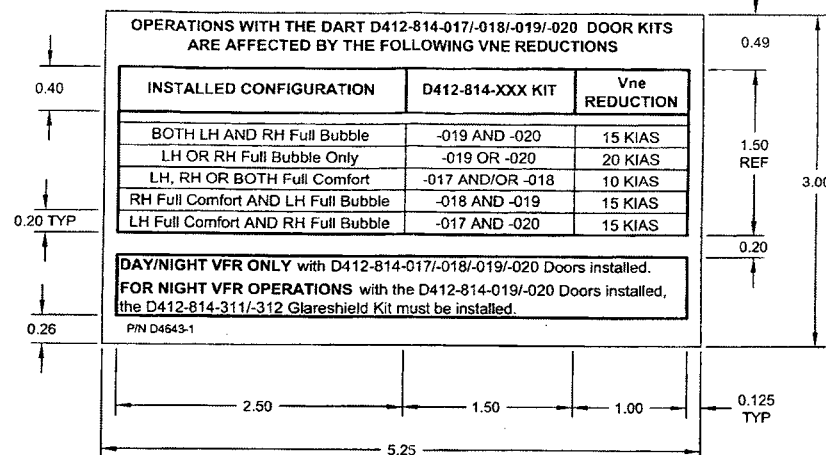 OPERATIONS WITH THE DART D412-814-017/-018/-019/-020 DOOR KITS
ARE AFFECTED BY THE FOLLOWING VNE REDUCTIONS
INSTALLED CONFIGURATION D412-814-XXX KIT Vne REDUCTION
BOTH LH AND RH Full Bubble -019 AND -020 15 KIAS
LH OR RH Full Bubble Only -019 OR -020 20 KIAS
LH, RH OR BOTH Full Comfort -017 AND/OR -018 10 KIAS
RH Full Comfort AND LH Full Bubble -018 AND -019 15 KIAS
LH Full Comfort AND RH Full Bubble -017 AND -020 15 KIAS
DAY/NIGHT VFR ONLY with D412-814-017/-018/-019/-020 Doors installed.
FOR NIGHT VFR OPERATIONS with the D412-814-019/-020 Doors installed,
the D412-814-311/-312 Glareshield Kit must be installed.
P/N D4643-1
0.40
0.20 TYP
0.26
0.49
1.50
REF
3.00
0.20
2.50
1.50
1.00
0.125
TYP
5.25